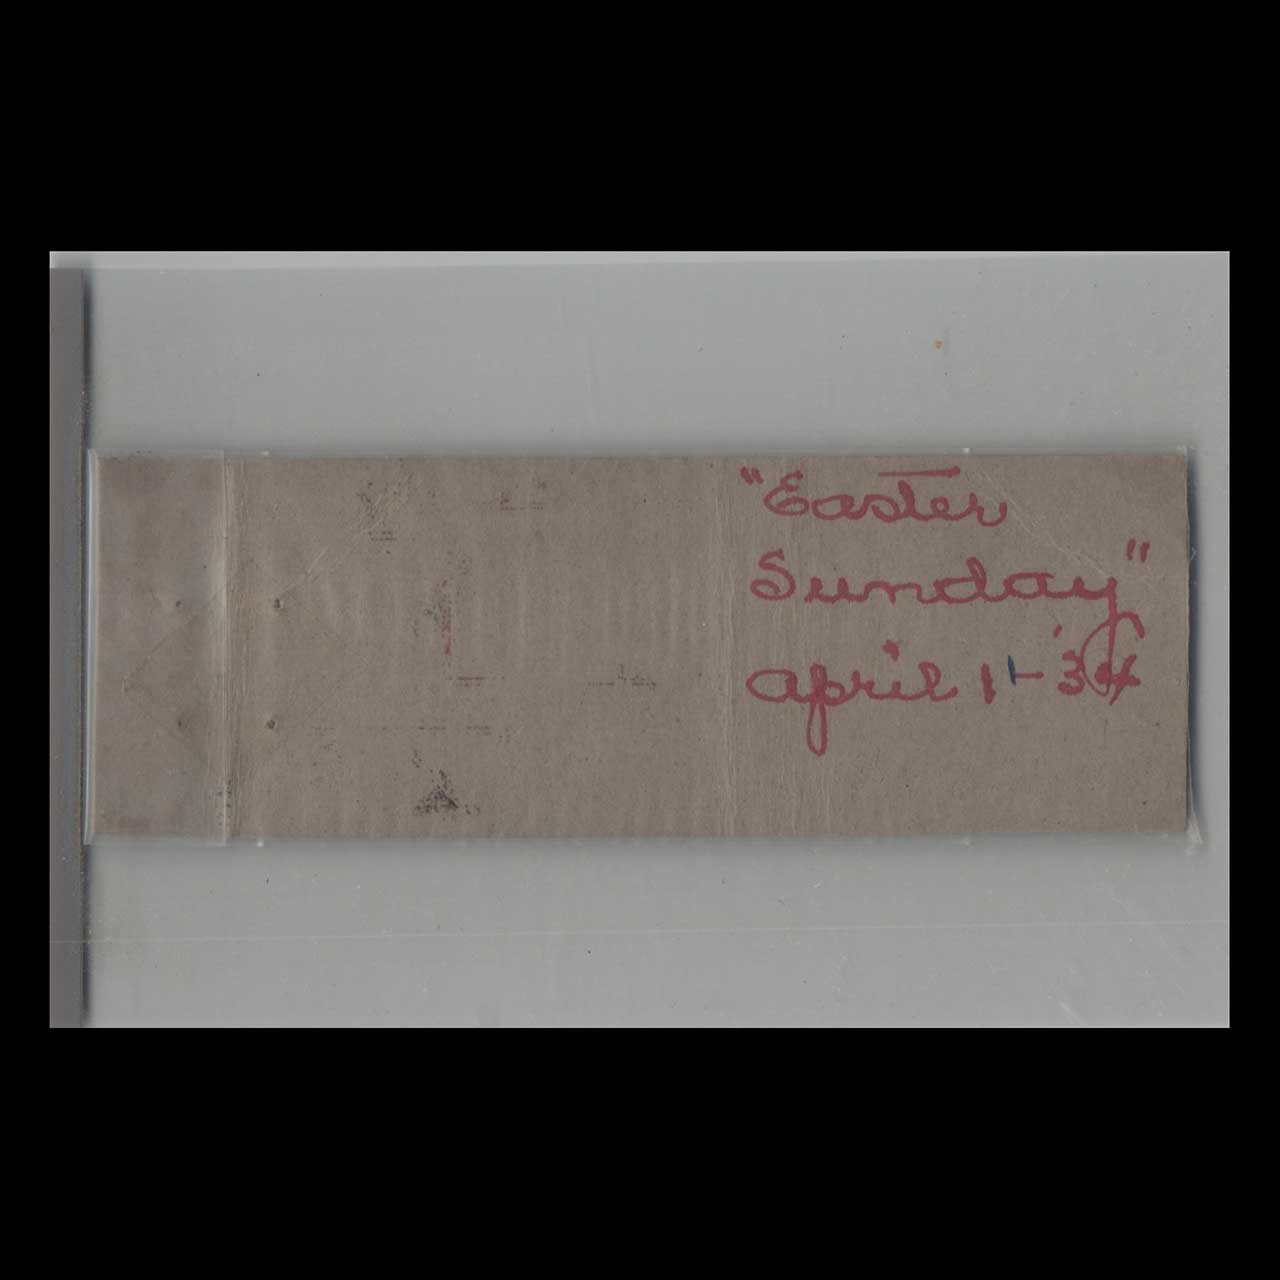 "Easter
Sunday"
April 1 - '34